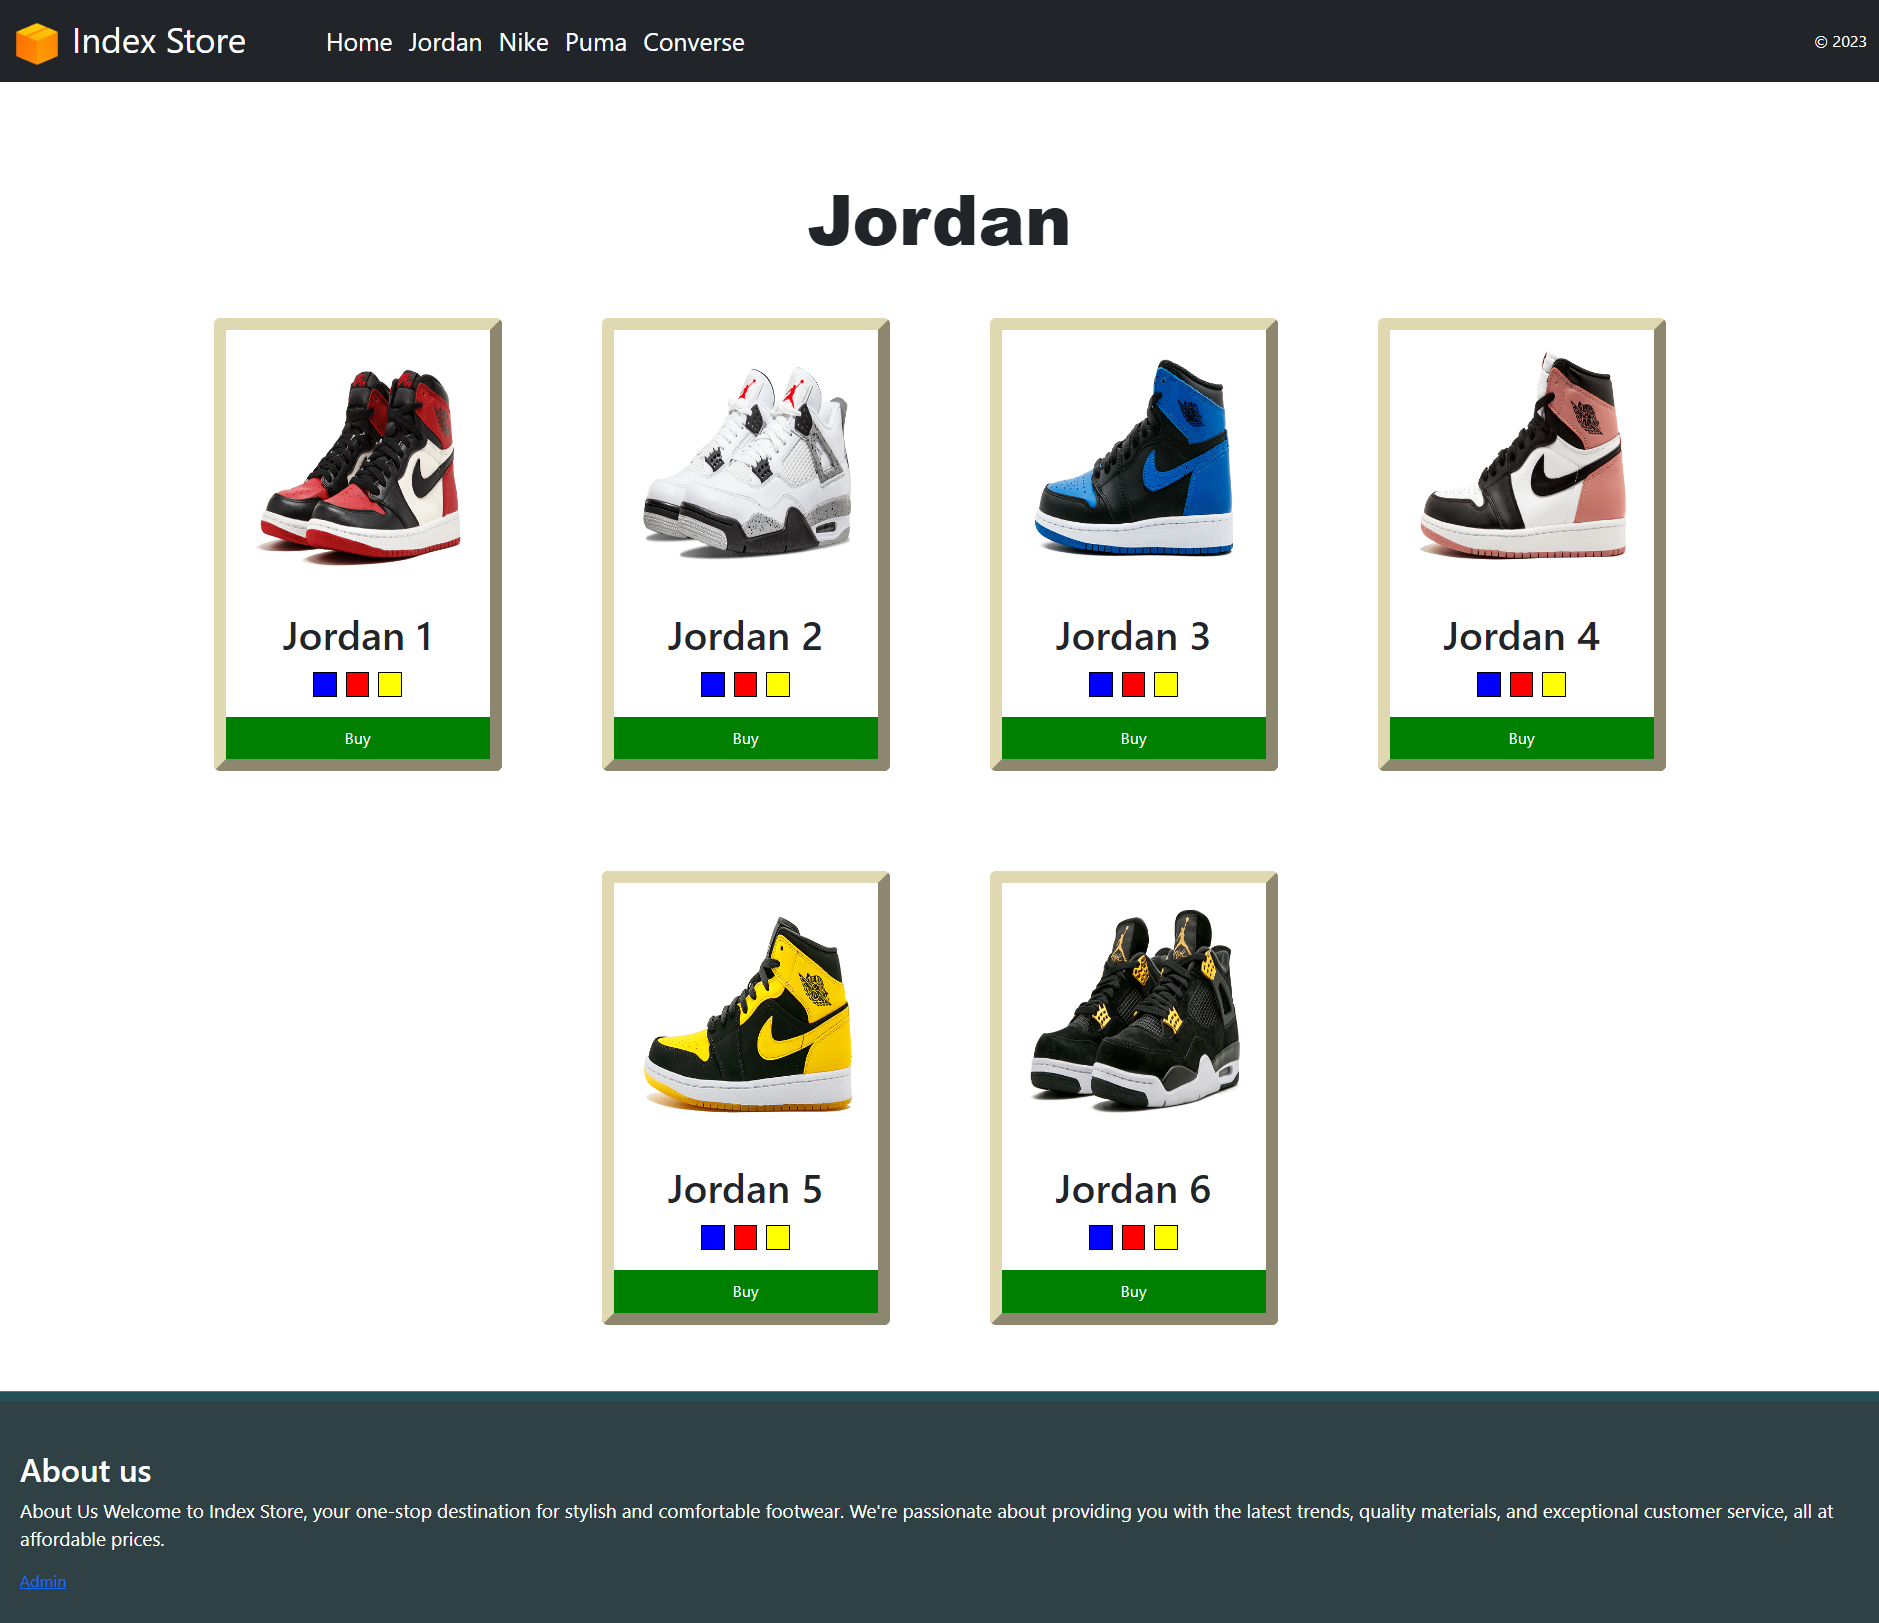 Index Store
Home Jordan Nike Puma Converse
© 2023
Jordan
Jordan 1
Buy
Jordan 2
Buy
Jordan 3
Buy
Jordan 4
Buy
Jordan 5
Buy
Jordan 6
Buy
About us
About Us Welcome to Index Store, your one-stop destination for stylish and comfortable footwear. We're passionate about providing you with the latest trends, quality materials, and exceptional customer service, all at
affordable prices.
Admin